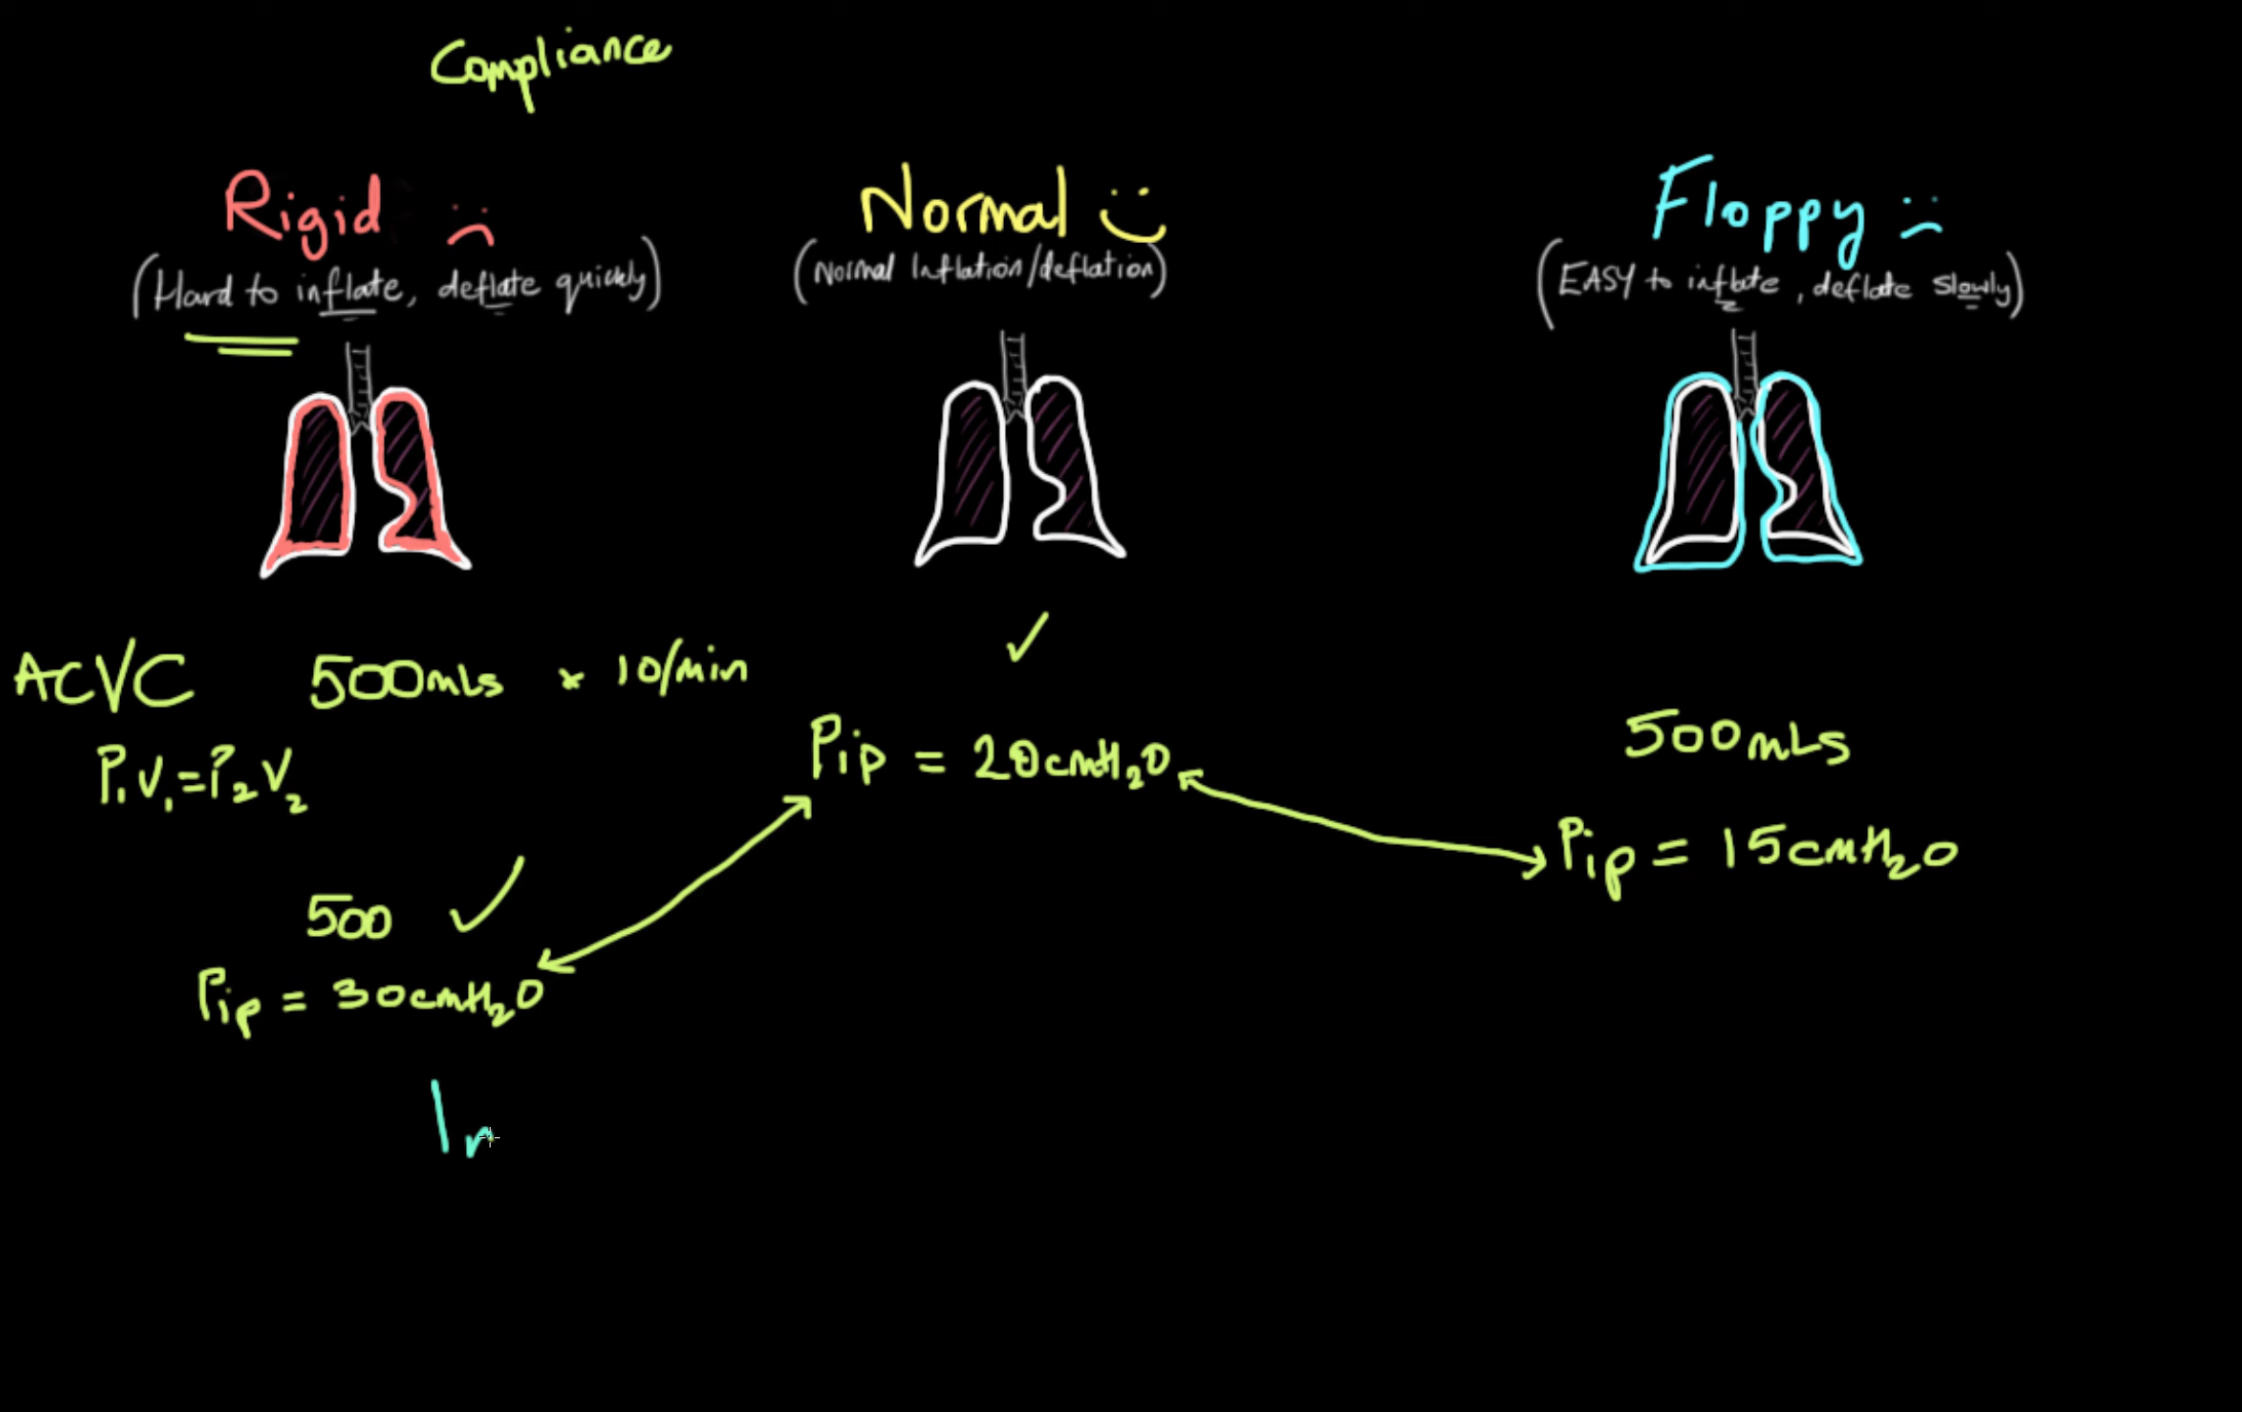 Compliance
Rigid
(Hard to inflate, deflate quickly)
Normal
(Normal Inflation/deflation)
Floppy
(EASY to inflate, deflate slowly)
ACVC 500mLs x 10/min
P₁V₁=P₂V₂
500 ✓
Pip = 30cmH₂O
In
✓
Pip = 20cmH₂O
500mLs
Pip = 15cmH₂O